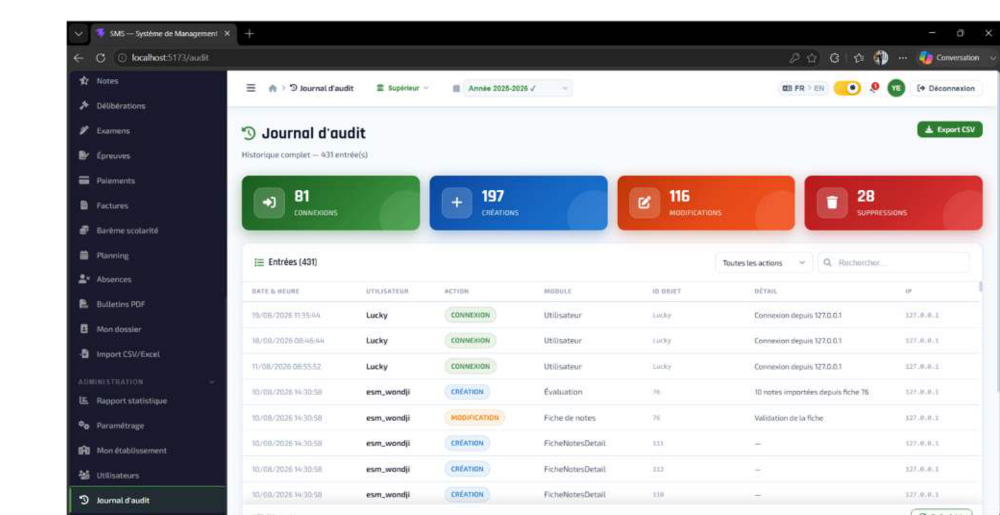 SMS — Système de Management
localhost:5173/audit
Conversation
Notes
Délibérations
Examens
Épreuves
Paiements
Factures
Barème scolarité
Planning
Absences
Bulletins PDF
Mon dossier
Import CSV/Excel
ADMINISTRATION
Rapport statistique
Paramétrage
Mon établissement
Utilisateurs
Journal d'audit
Journal d'audit Supérieur Année 2025-2026 ✓ FR EN 1 YE Déconnexion
Journal d'audit
Export CSV
Historique complet — 431 entrée(s)
81
CONNEXIONS
197
CRÉATIONS
116
MODIFICATIONS
28
SUPPRESSIONS
Entrées (431) Toutes les actions Rechercher...
DATE & HEURE UTILISATEUR ACTION MODULE ID OBJET DÉTAIL IP
19/08/2026 11:35:44 Lucky CONNEXION Utilisateur Lucky Connexion depuis 127.0.0.1 127.0.0.1
18/08/2026 08:46:44 Lucky CONNEXION Utilisateur Lucky Connexion depuis 127.0.0.1 127.0.0.1
11/08/2026 08:55:52 Lucky CONNEXION Utilisateur Lucky Connexion depuis 127.0.0.1 127.0.0.1
10/08/2026 14:30:58 esm_wondji CRÉATION Évaluation 76 10 notes importées depuis fiche 76 127.0.0.1
10/08/2026 14:30:58 esm_wondji MODIFICATION Fiche de notes 76 Validation de la fiche 127.0.0.1
10/08/2026 14:30:58 esm_wondji CRÉATION FicheNotesDetail 111 — 127.0.0.1
10/08/2026 14:30:58 esm_wondji CRÉATION FicheNotesDetail 112 — 127.0.0.1
10/08/2026 14:30:58 esm_wondji CRÉATION FicheNotesDetail 110 — 127.0.0.1